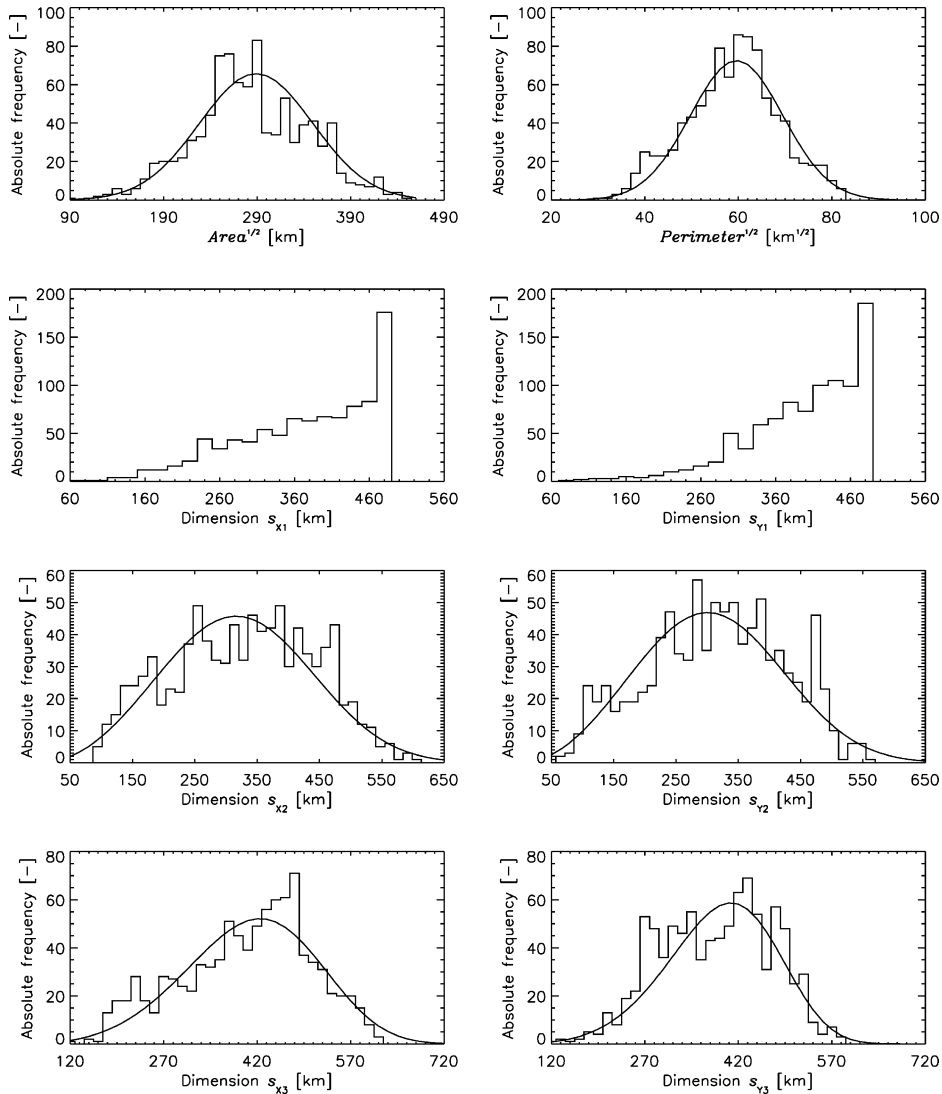 Absolute frequency [-]
100
80
60
40
20
0
90 190 290 390 490
Area^1/2 [km]
Absolute frequency [-]
100
80
60
40
20
0
20 40 60 80 100
Perimeter^1/2 [km^1/2]
Absolute frequency [-]
200
150
100
50
0
60 160 260 360 460 560
Dimension s_X1 [km]
Absolute frequency [-]
200
150
100
50
0
60 160 260 360 460 560
Dimension s_Y1 [km]
Absolute frequency [-]
60
50
40
30
20
10
0
50 150 250 350 450 550 650
Dimension s_X2 [km]
Absolute frequency [-]
60
50
40
30
20
10
0
50 150 250 350 450 550 650
Dimension s_Y2 [km]
Absolute frequency [-]
80
60
40
20
0
120 270 420 570 720
Dimension s_X3 [km]
Absolute frequency [-]
80
60
40
20
0
120 270 420 570 720
Dimension s_Y3 [km]